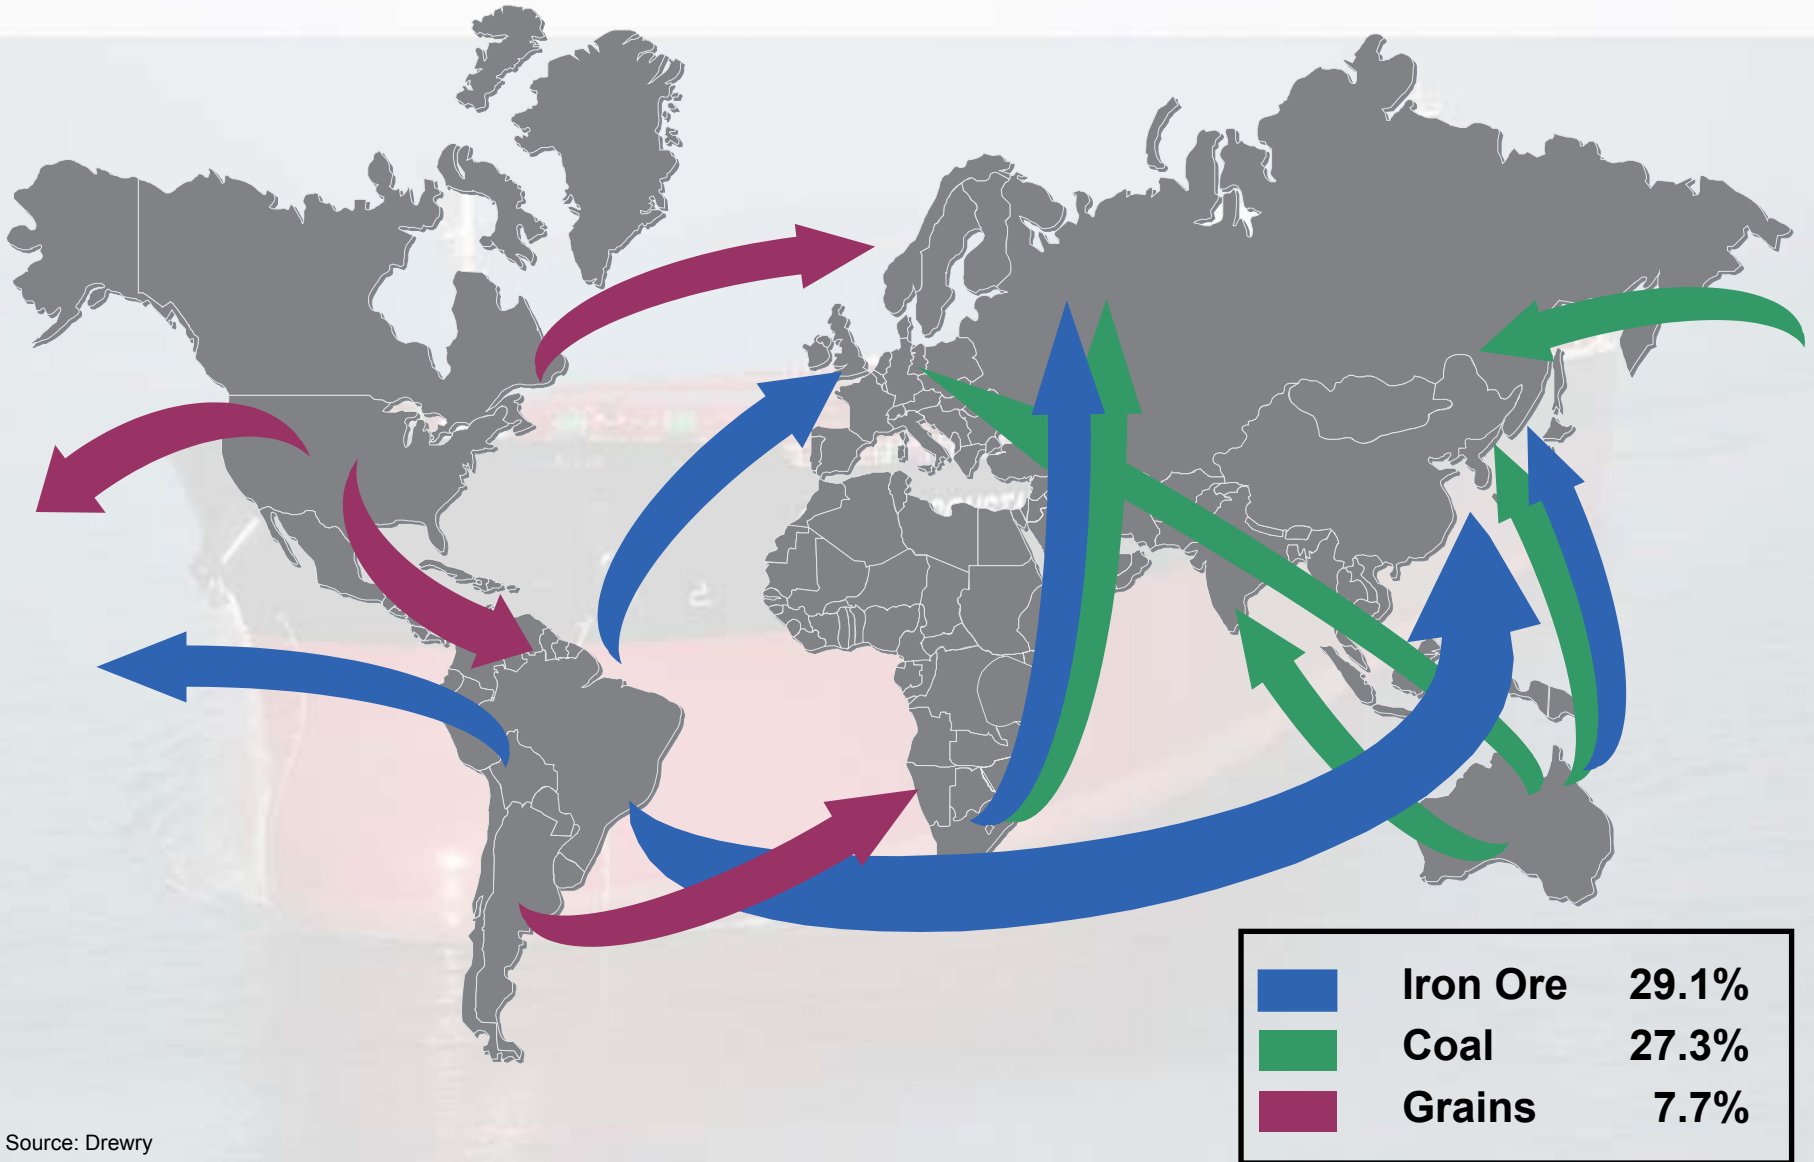 Iron Ore 29.1%
Coal 27.3%
Grains 7.7%
Source: Drewry